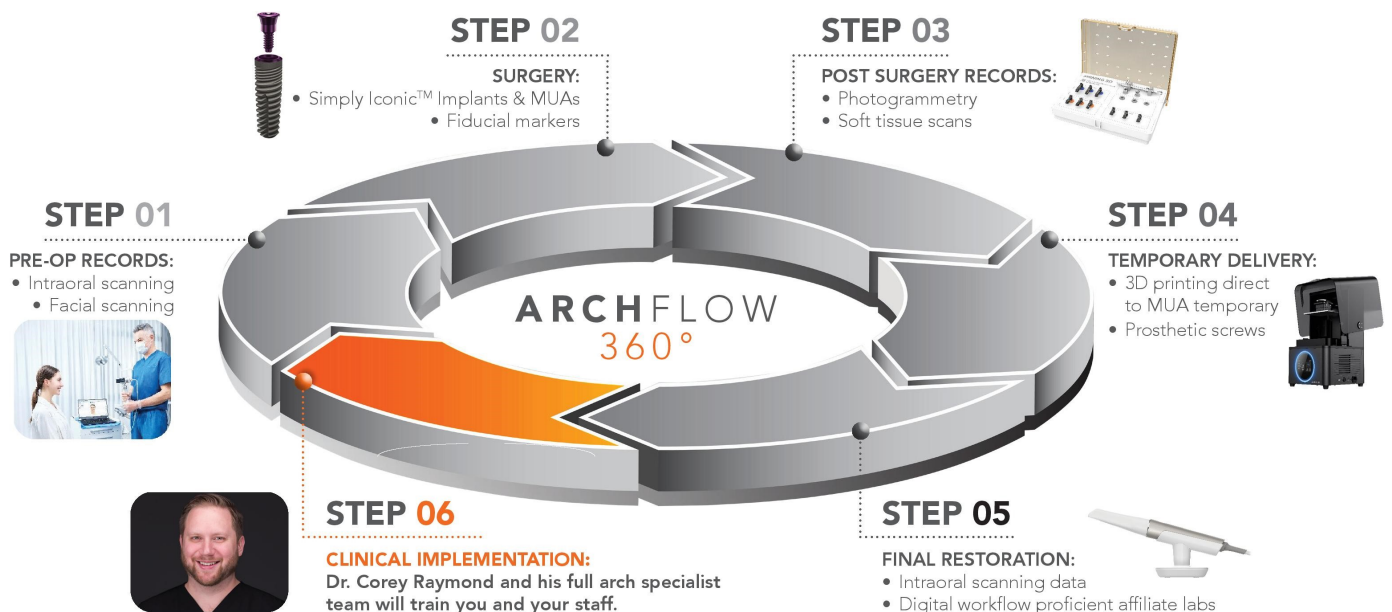 STEP 01
PRE-OP RECORDS:
• Intraoral scanning
• Facial scanning
STEP 02
SURGERY:
• Simply Iconic™ Implants & MUAs
• Fiducial markers
STEP 03
POST SURGERY RECORDS:
• Photogrammetry
• Soft tissue scans
STEP 04
TEMPORARY DELIVERY:
• 3D printing direct
to MUA temporary
• Prosthetic screws
ARCHFLOW
360°
STEP 05
FINAL RESTORATION:
• Intraoral scanning data
• Digital workflow proficient affiliate labs
STEP 06
CLINICAL IMPLEMENTATION:
Dr. Corey Raymond and his full arch specialist
team will train you and your staff.